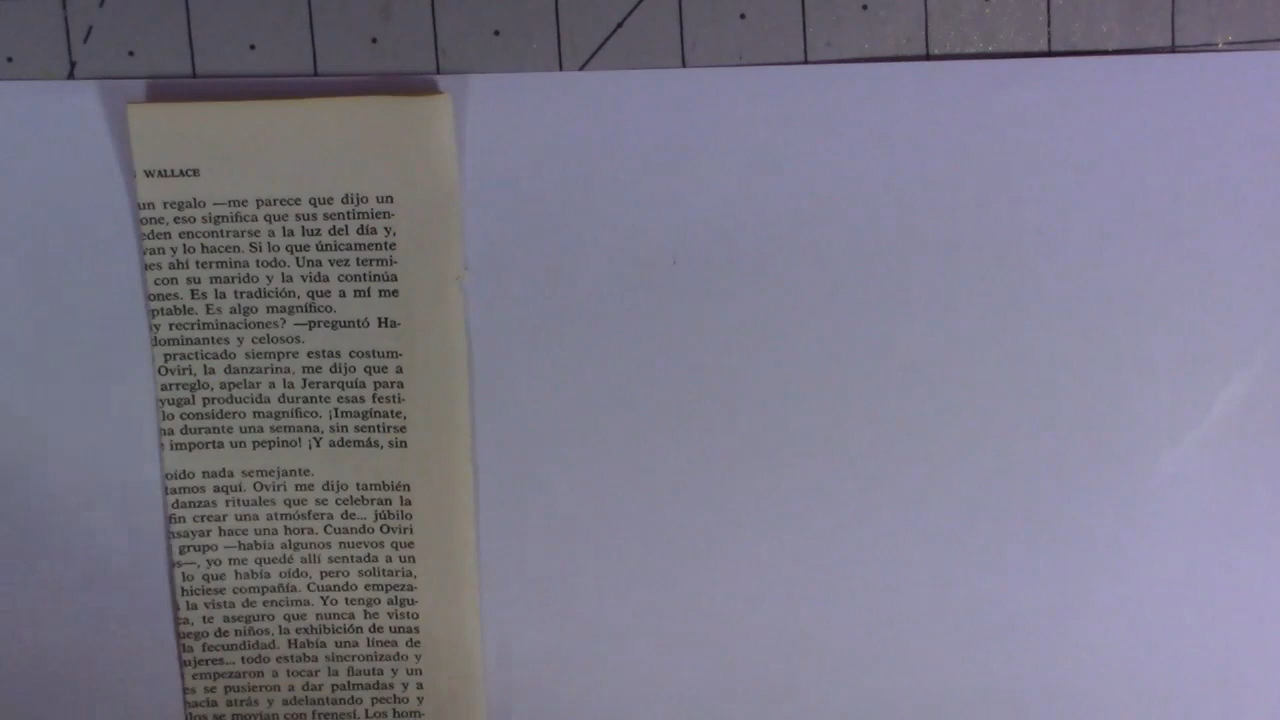 WALLACE
un regalo —me parece que dijo un
one, eso significa que sus sentimien-
eden encontrarse a la luz del día y,
van y lo hacen. Si lo que únicamente
ues ahí termina todo. Una vez termi-
con su marido y la vida continúa
ones. Es la tradición, que a mí me
ptable. Es algo magnífico.
y recriminaciones? —preguntó Ha-
dominantes y celosos.
practicado siempre estas costum-
Oviri, la danzarina, me dijo que a
arreglo, apelar a la Jerarquía para
yugal producida durante esas festi-
lo considero magnífico. ¡Imagínate,
na durante una semana, sin sentirse
importa un pepino! ¡Y además, sin
oído nada semejante.
tamos aquí. Oviri me dijo también
danzas rituales que se celebran la
fin crear una atmósfera de... júbilo
nsayar hace una hora. Cuando Oviri
grupo —había algunos nuevos que
s—, yo me quedé allí sentada a un
lo que había oído, pero solitaria,
hiciese compañía. Cuando empeza-
la vista de encima. Yo tengo algu-
ca, te aseguro que nunca he visto
uego de niños, la exhibición de unas
la fecundidad. Había una línea de
ujeres... todo estaba sincronizado y
empezaron a tocar la flauta y un
es se pusieron a dar palmadas y a
hacia atrás y adelantando pecho y
llos se movían con frenesí. Los hom-